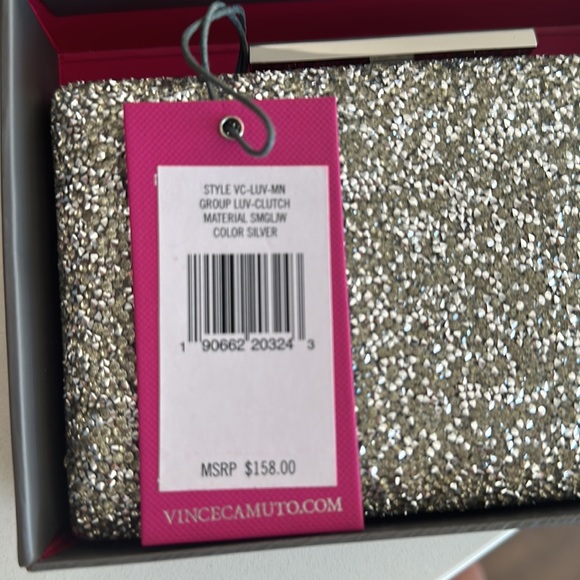 STYLE VC-LUV-MN
GROUP LUV-CLUTCH
MATERIAL SMGLJW
COLOR SILVER
1 90662 20324 3
MSRP $158.00
VINCECAMUTO.COM